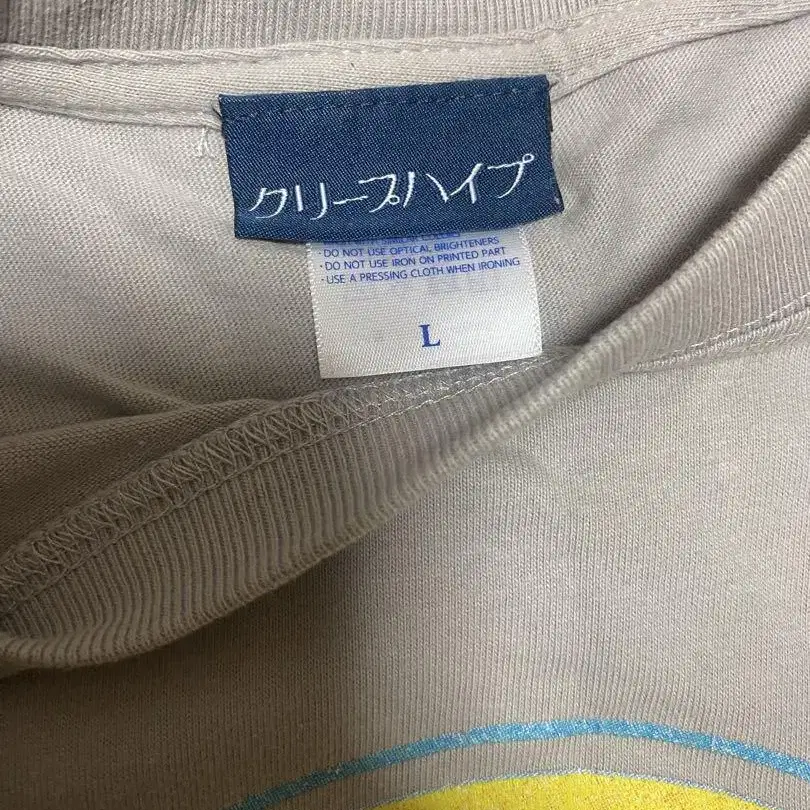 クリープハイプ
· DO NOT USE OPTICAL BRIGHTENERS
· DO NOT USE IRON ON PRINTED PART
· USE A PRESSING CLOTH WHEN IRONING
L